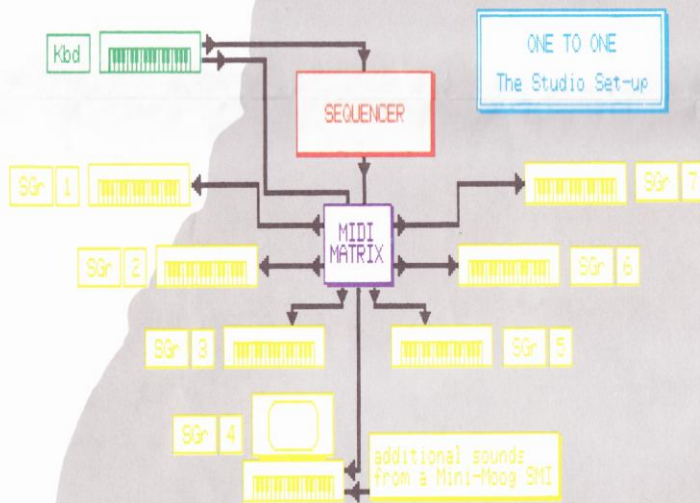 Kbd
ONE TO ONE
The Studio Set-up
SEQUENCER
SGr 1
SGr 7
MIDI
MATRIX
SGr 2
SGr 6
SGr 3
SGr 5
SGr 4
additional sounds
from a Mini-Moog SMI